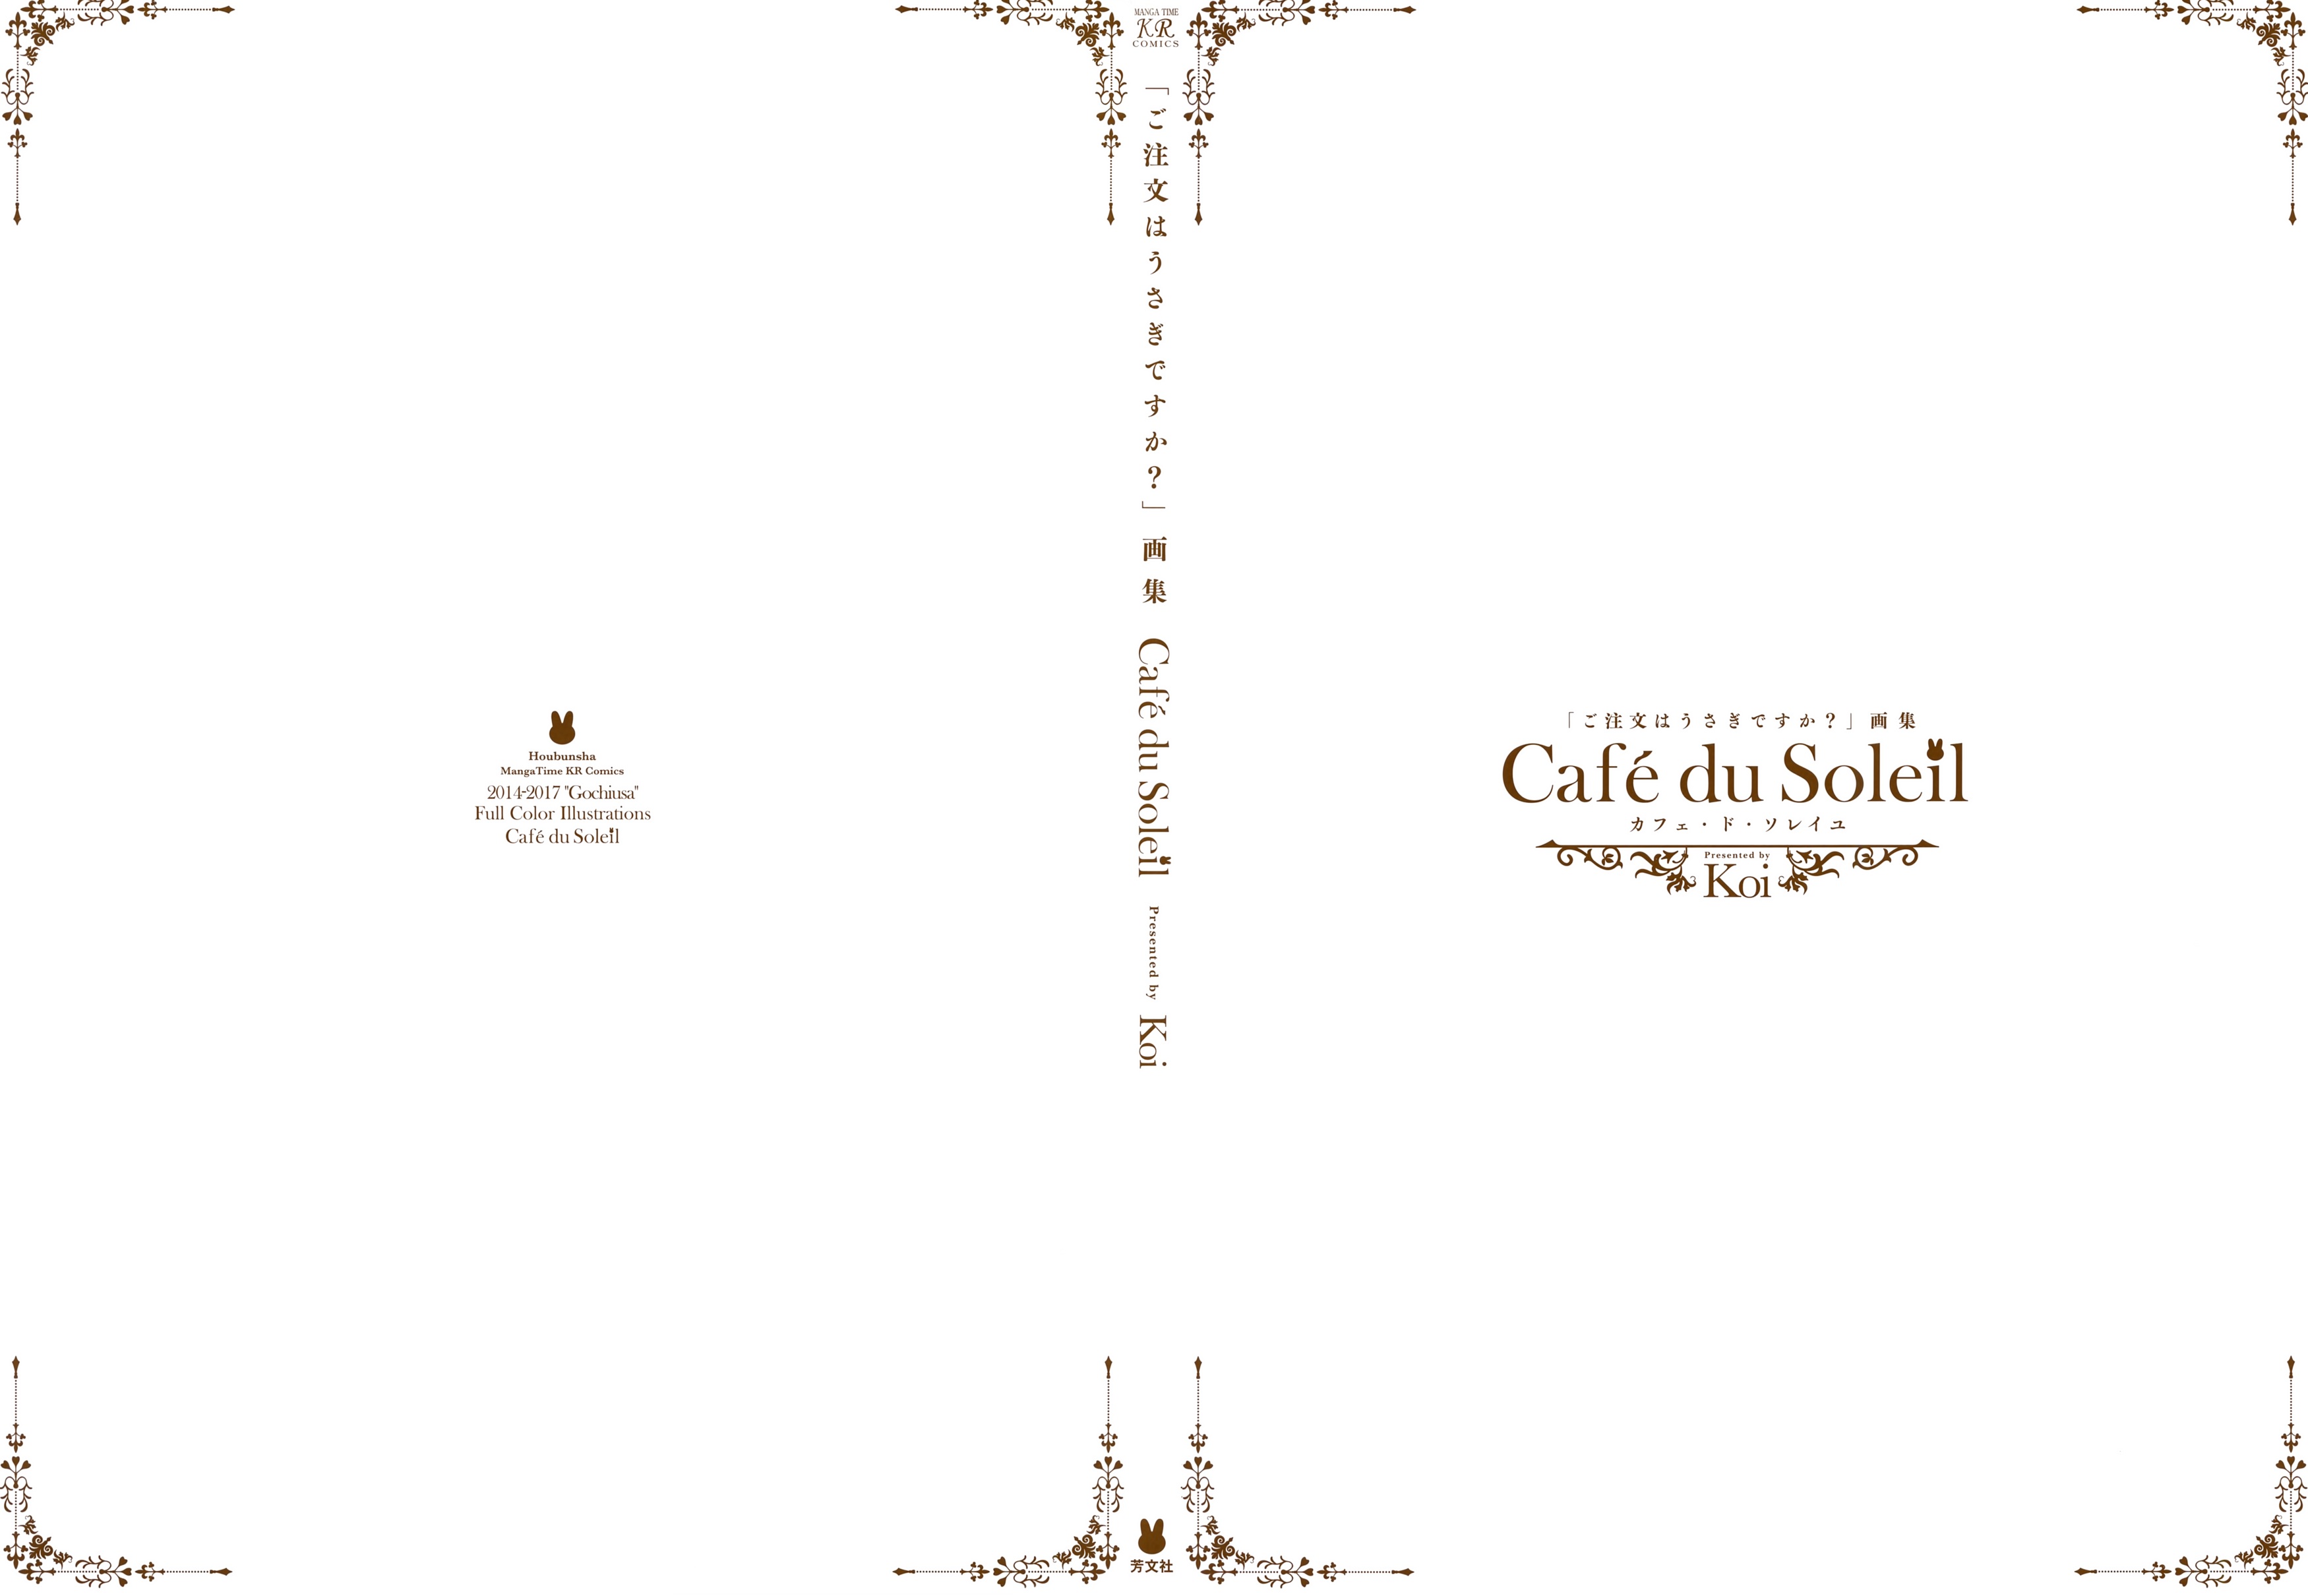 Houbunsha
MangaTime KR Comics
2014-2017 "Gochiusa"
Full Color Illustrations
Café du Soleil
MANGA TIME
KR
COMICS
「ご注文はうさぎですか?」画集 Café du Soleil Presented by Koi
芳文社
「ご注文はうさぎですか?」画集
Café du Soleil
カフェ・ド・ソレイユ
Presented by
Koi